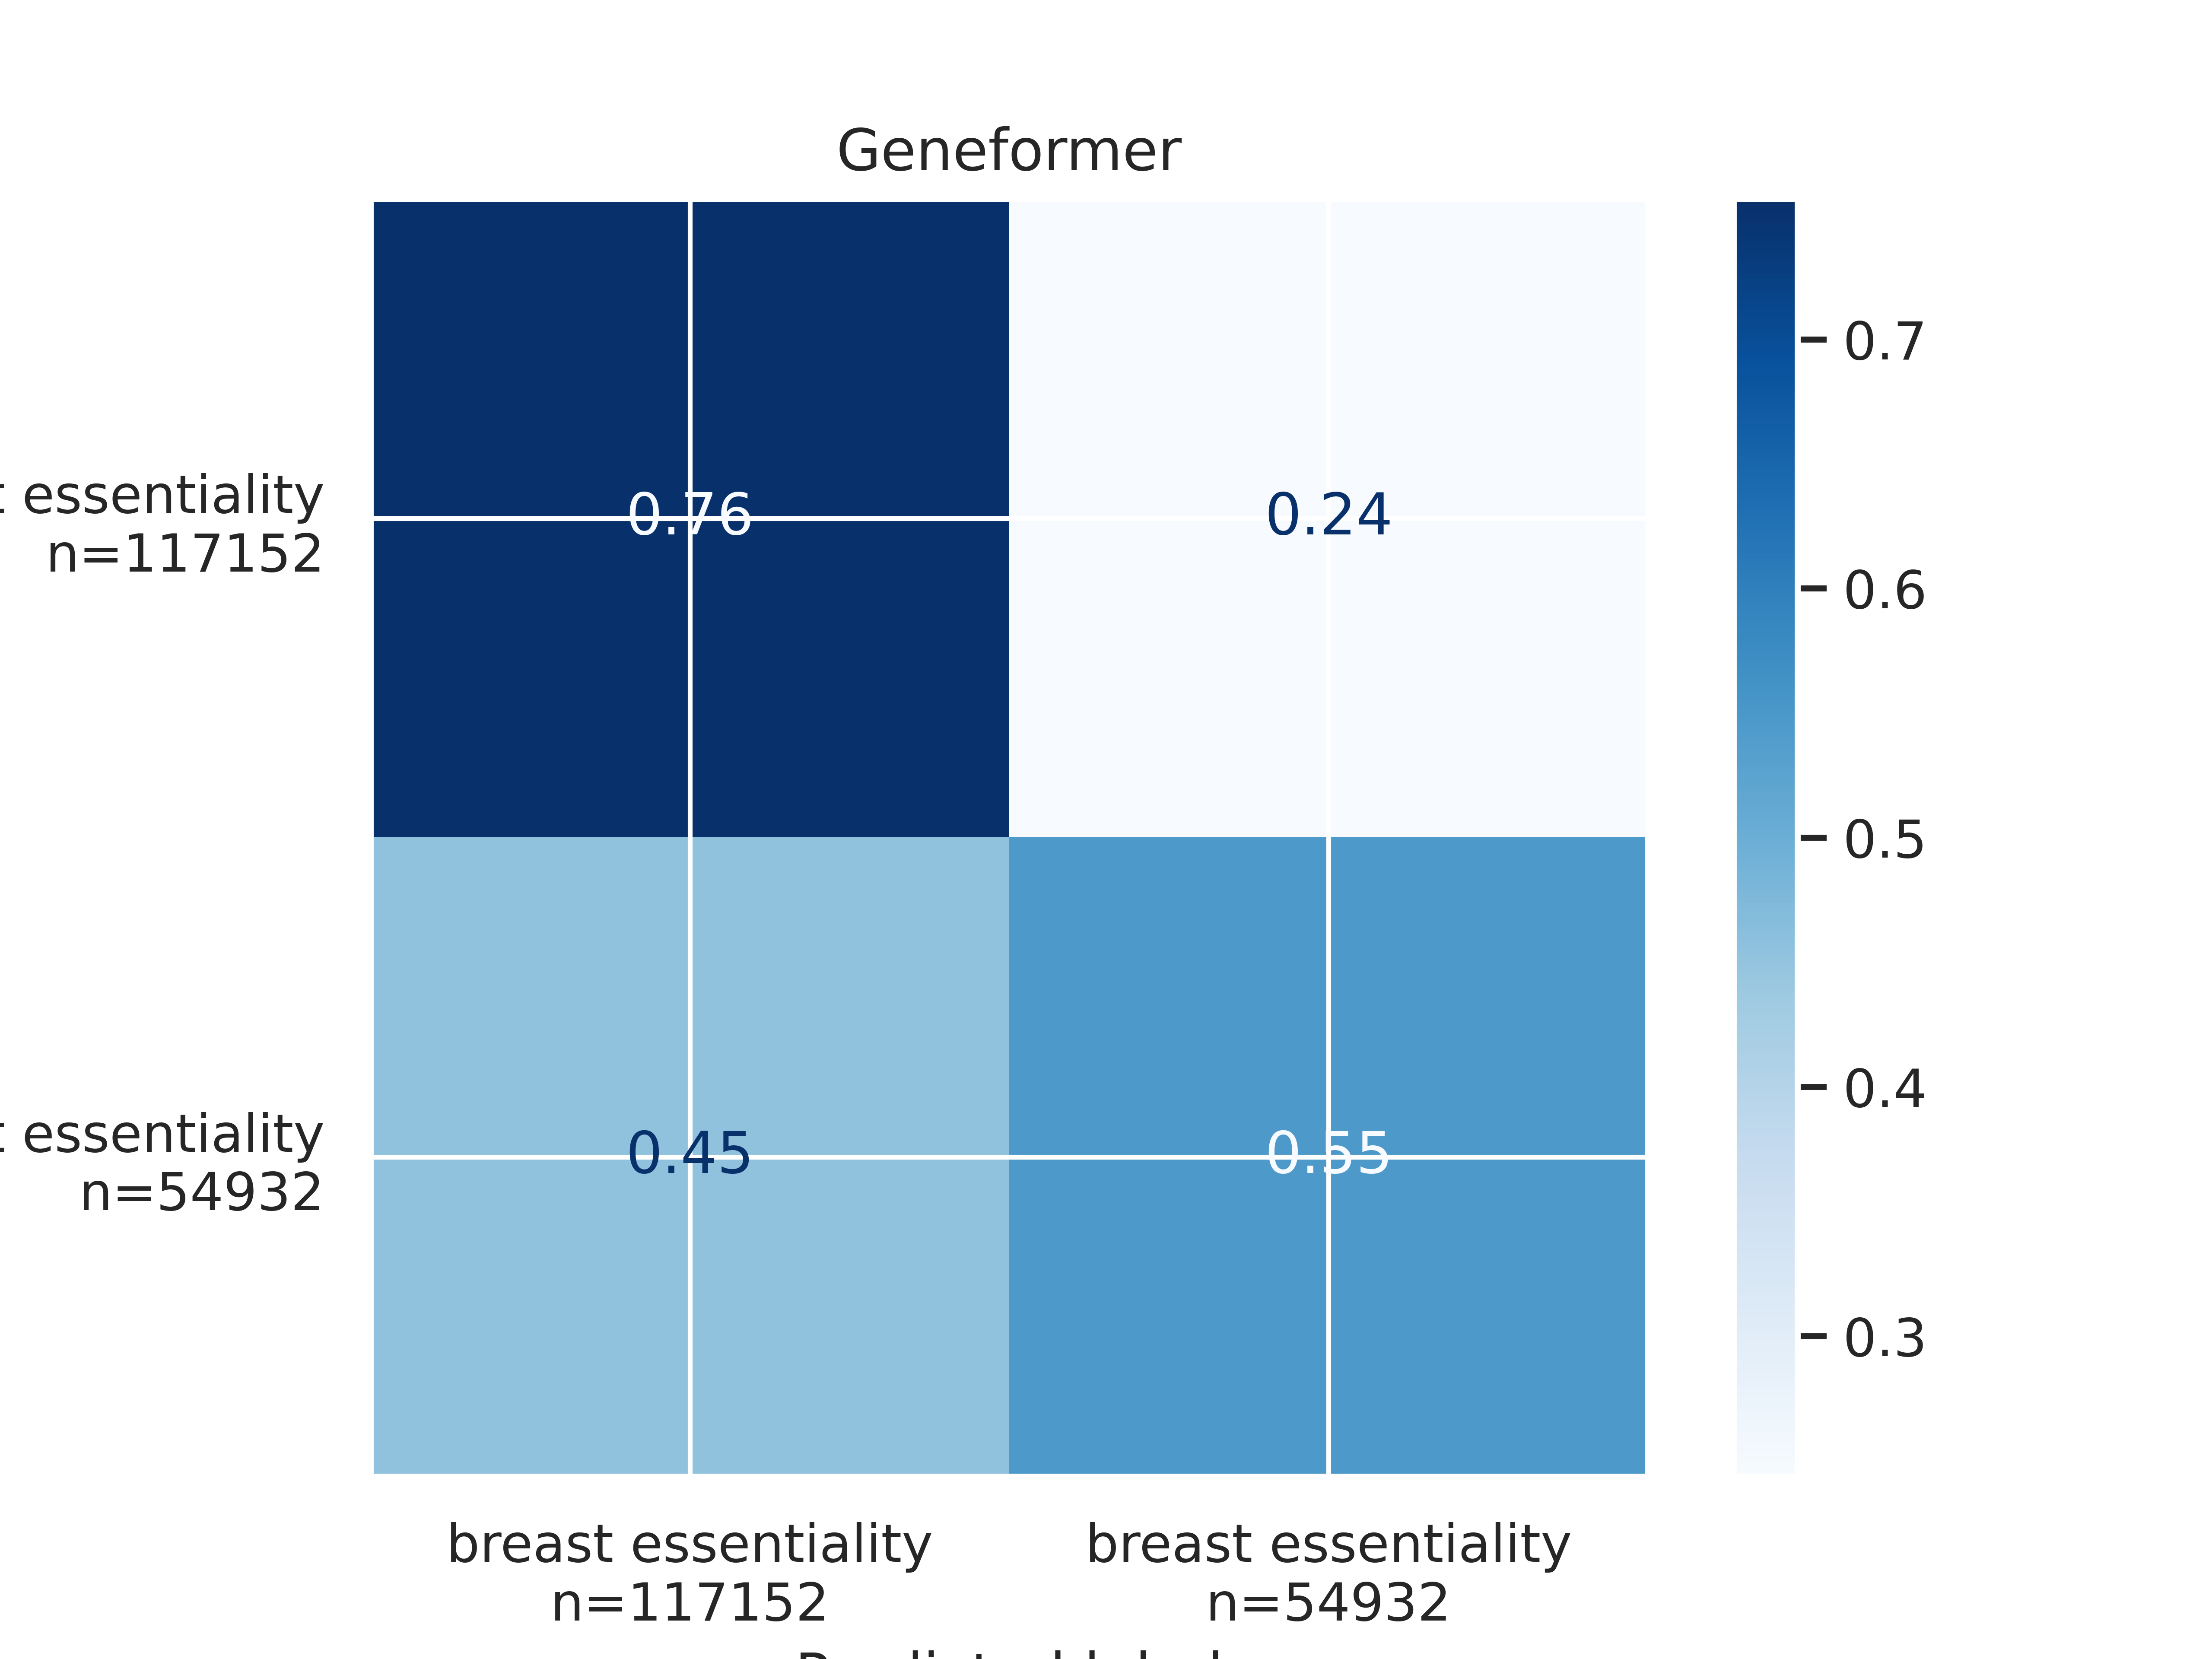 Geneformer
essentiality
n=117152
0.76
0.24
essentiality
n=54932
0.45
0.55
0.7
0.6
0.5
0.4
0.3
breast essentiality
n=117152
breast essentiality
n=54932